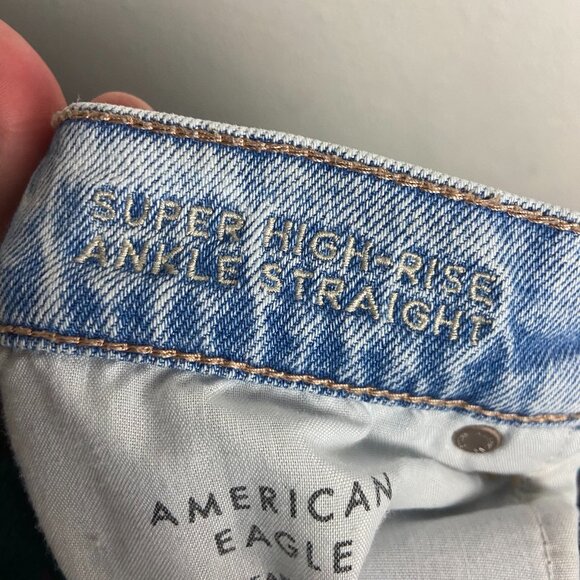 SUPER HIGH-RISE
ANKLE STRAIGHT
AMERICAN
EAGLE